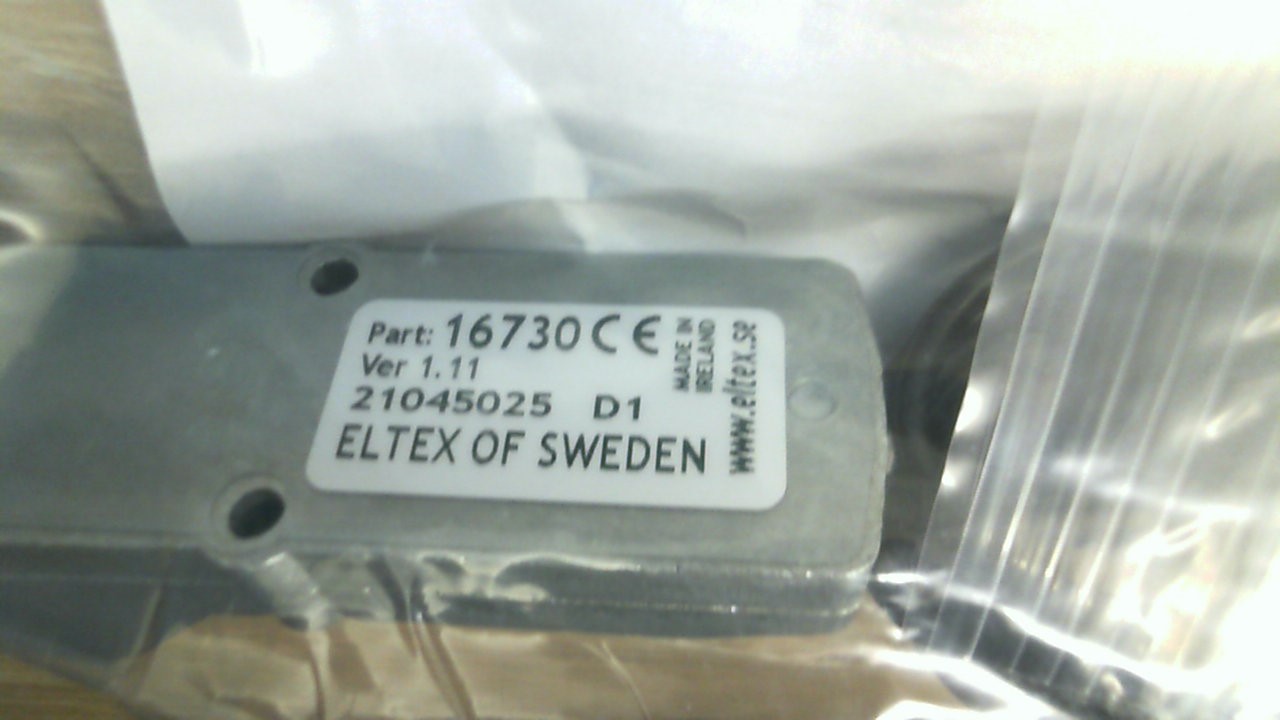 Part: 16730 CE
Ver 1.11
21045025 D1
ELTEX OF SWEDEN
MADE IN
IRELAND
www.eltex.se